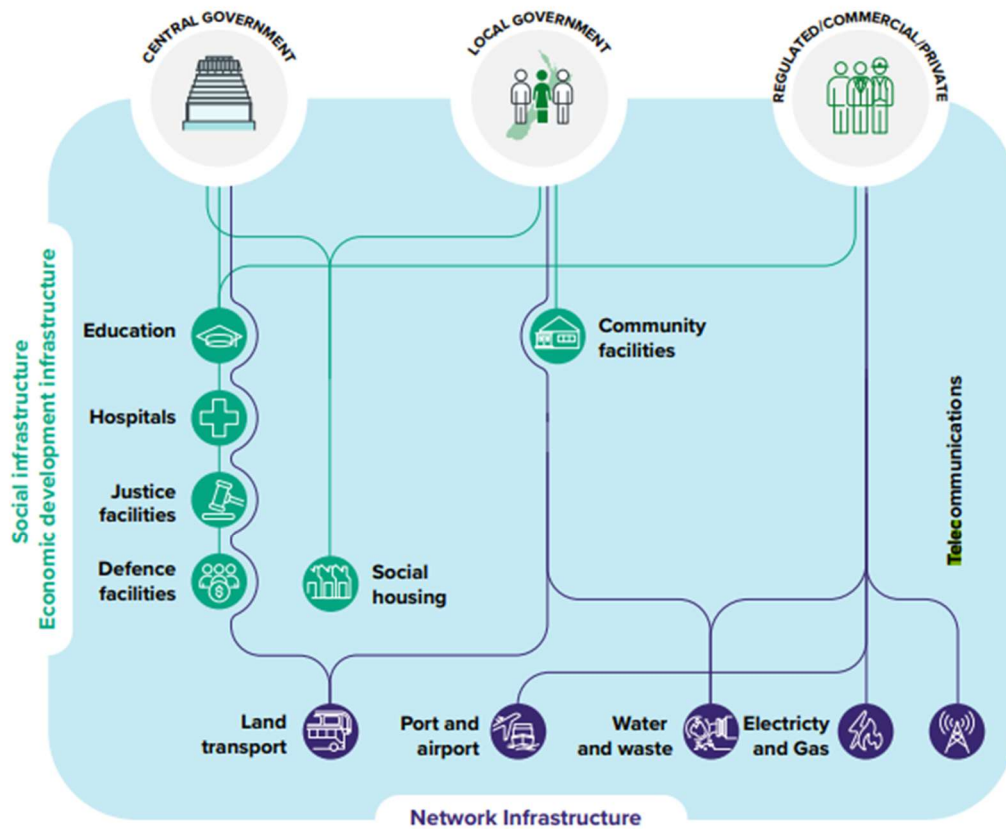 CENTRAL GOVERNMENT
LOCAL GOVERNMENT
REGULATED/COMMERCIAL/PRIVATE
Social infrastructure
Economic development infrastructure
Education
Community
facilities
Hospitals
Telecommunications
Justice
facilities
Defence
facilities
Social
housing
Land
transport
Port and
airport
Water
and waste
Electricty
and Gas
Network Infrastructure